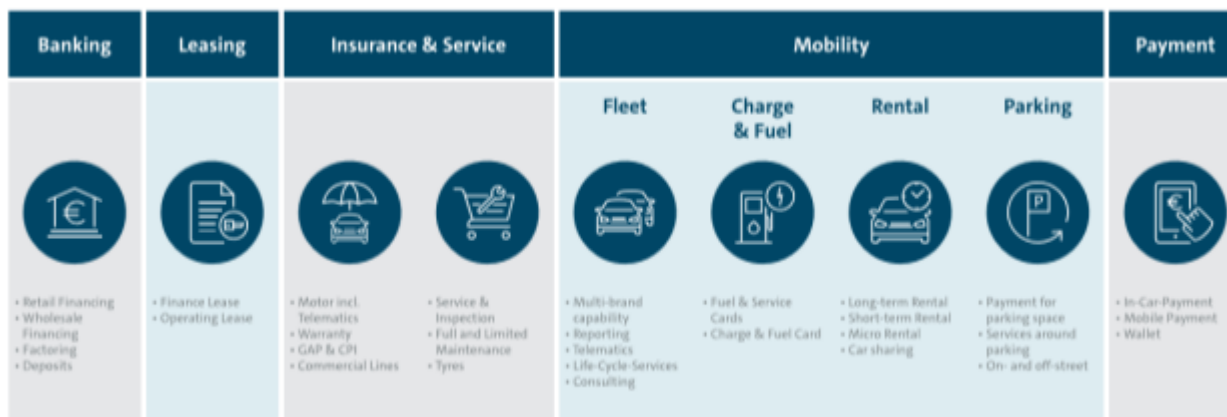 Banking
Leasing
Insurance & Service
Mobility
Payment
Fleet
Charge
& Fuel
Rental
Parking
€
P
€
• Retail Financing
• Wholesale
Financing
• Factoring
• Deposits
• Finance Lease
• Operating Lease
• Motor incl.
Telematics
• Warranty
• GAP & CPI
• Commercial Lines
• Service &
Inspection
• Full and Limited
Maintenance
• Tyres
• Multi-brand
capability
• Reporting
• Telematics
• Life-Cycle-Services
• Consulting
• Fuel & Service
Cards
• Charge & Fuel Card
• Long-term Rental
• Short-term Rental
• Micro Rental
• Car sharing
• Payment for
parking space
• Services around
parking
• On- and off-street
• In-Car-Payment
• Mobile Payment
• Wallet